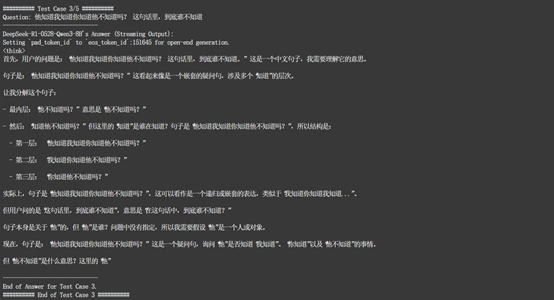 ########## Test Case 3/5 ##########
Question: 他知道我知道你知道他不知道吗？ 这句话里，到底谁不知道
------------------------------
DeepSeek-R1-0528-Qwen3-8B's Answer (Streaming Output):
Setting `pad_token_id` to `eos_token_id`:151645 for open-end generation.
<think>
首先，用户的问题是："他知道我知道你知道他不知道吗？ 这句话里，到底谁不知道。"这是一个中文句子，我需要理解它的意思。
句子是："他知道我知道你知道他不知道吗？"这看起来像是一个嵌套的疑问句，涉及多个"知道"的层次。
让我分解这个句子：
- 最内层："他不知道吗？"意思是"他不知道吗？"
- 然后："知道他不知道吗？"但这里的"知道"是谁在知道？句子是"他知道我知道你知道他不知道吗？"，所以结构是：
- 第一层："他知道我知道你知道他不知道吗？"
- 第二层："我知道你知道他不知道吗？"
- 第三层："你知道他不知道吗？"
实际上，句子是"他知道我知道你知道他不知道吗？"，这可以看作是一个递归或嵌套的表达，类似于"我知道你知道我知道..."。
但用户问的是"这句话里，到底谁不知道"，意思是"在这句话中，到底谁不知道？"
句子本身是关于"他"的，但"他"是谁？问题中没有指定，所以我需要假设"他"是一个人或对象。
现在，句子是："他知道我知道你知道他不知道吗？"这是一个疑问句，询问"他"是否知道"我知道"、"你知道"以及"他不知道"的事情。
但"他不知道"是什么意思？这里的"他"
------------------------------
End of Answer for Test Case 3.
########## End of Test Case 3 ##########